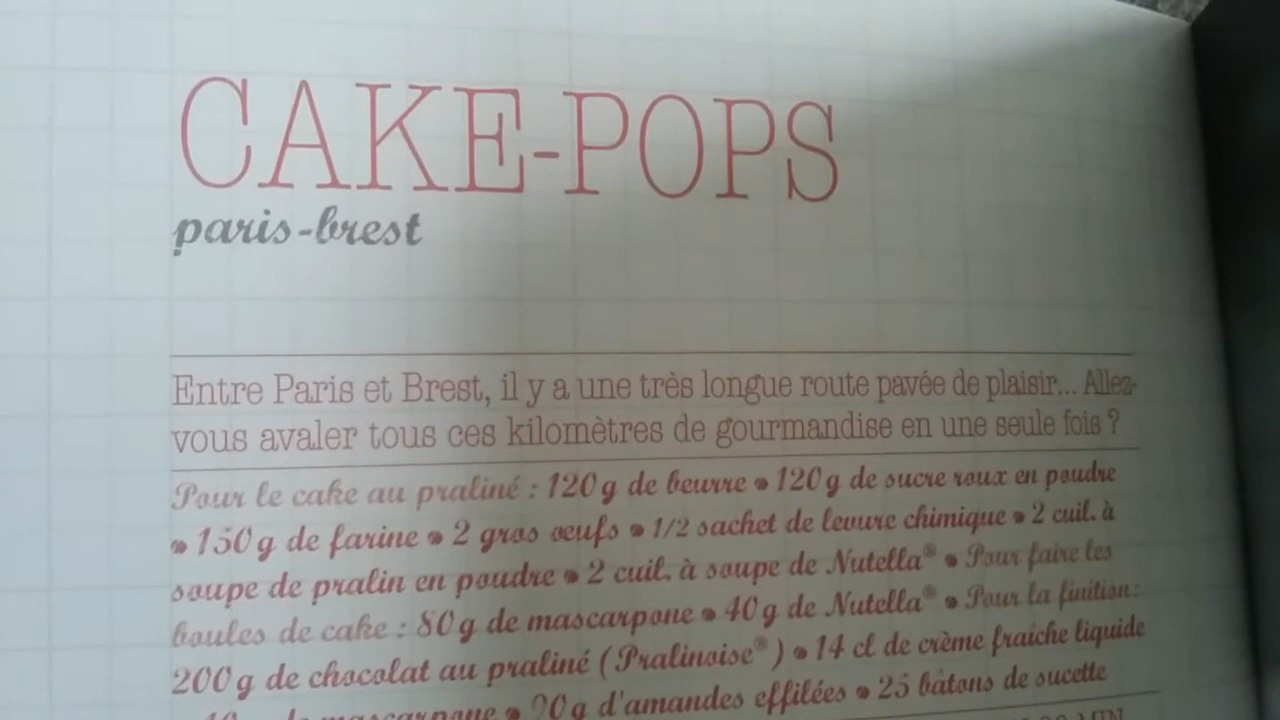 CAKE-POPS
paris-brest
Entre Paris et Brest, il y a une très longue route pavée de plaisir... Allez-
vous avaler tous ces kilomètres de gourmandise en une seule fois ?
Pour le cake au praliné : 120 g de beurre • 120 g de sucre roux en poudre
• 150 g de farine • 2 gros oeufs • 1/2 sachet de levure chimique • 2 cuil. à
soupe de pralin en poudre • 2 cuil. à soupe de Nutella® • Pour faire les
boules de cake : 80 g de mascarpone • 40 g de Nutella® • Pour la finition :
200 g de chocolat au praliné (Pralinoise®) • 14 cl de crème fraîche liquide
mascarpone • g d'amandes effilées • 25 bâtons de sucette
MIN